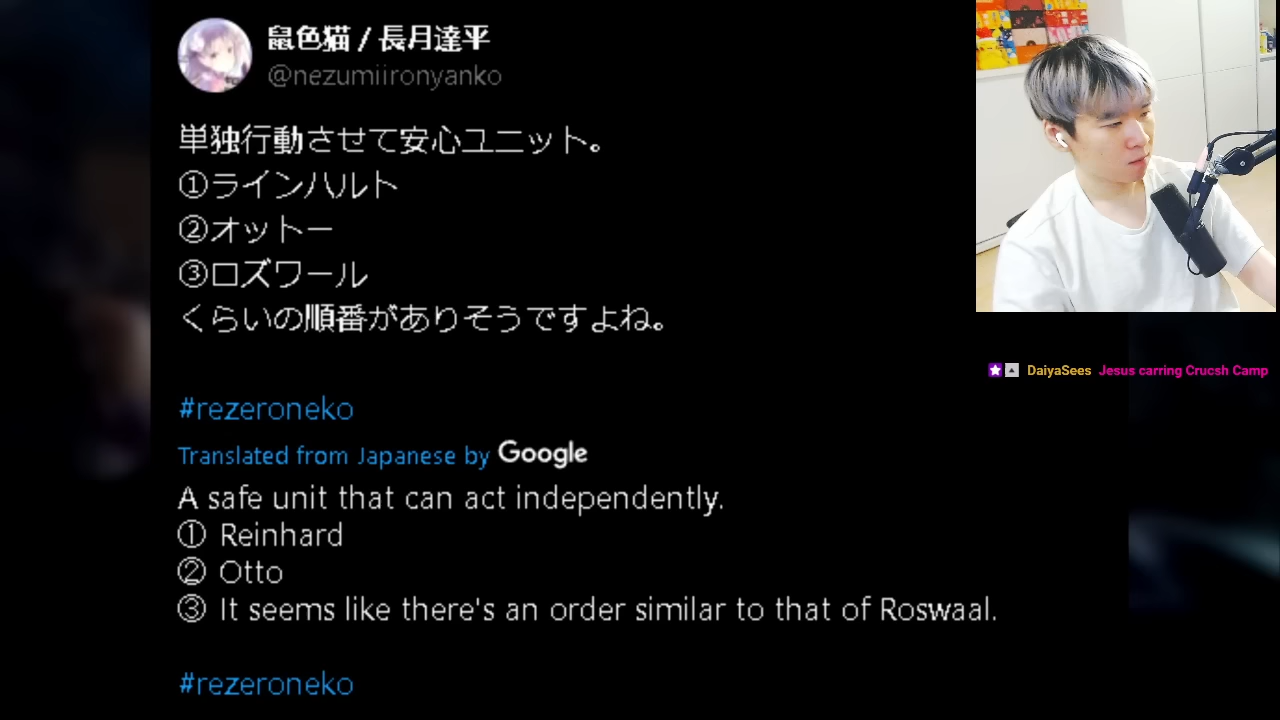 鼠色猫 / 長月達平
@nezumiironyanko
単独行動させて安心ユニット。
①ラインハルト
②オットー
③ロズワール
くらいの順番がありそうですよね。
#rezeroneko
Translated from Japanese by Google
A safe unit that can act independently.
① Reinhard
② Otto
③ It seems like there's an order similar to that of Roswaal.
#rezeroneko
DaiyaSees Jesus carring Crucsh Camp